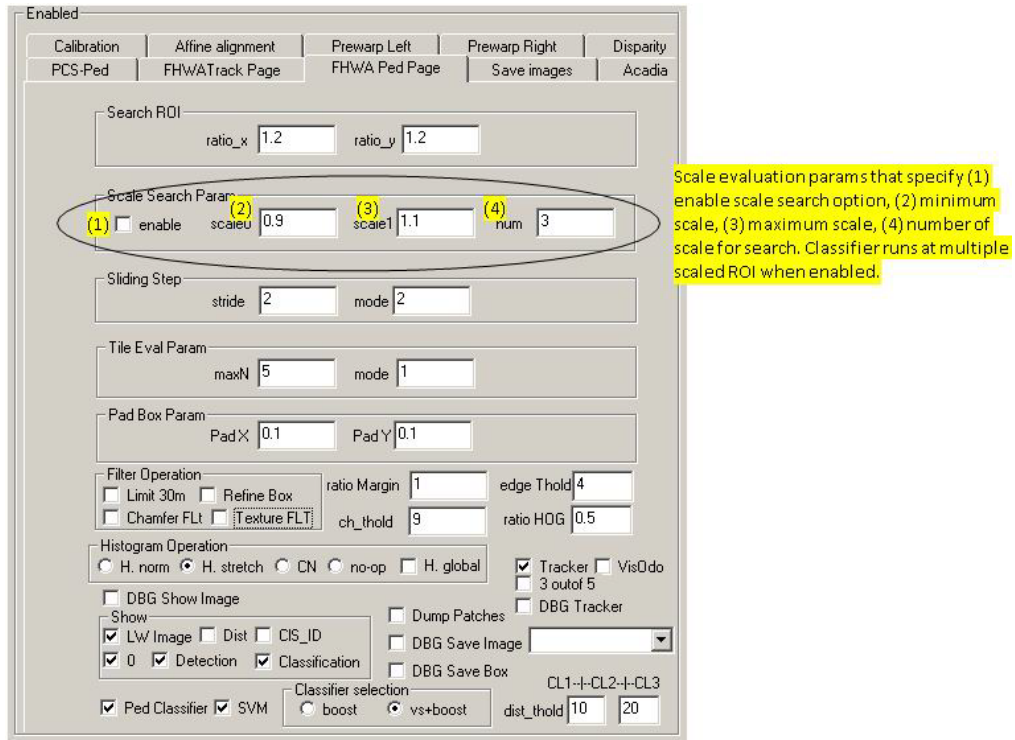 Enabled
Calibration Affine alignment Prewarp Left Prewarp Right Disparity
PCS-Ped FHWATrack Page FHWA Ped Page Save images Acadia
Search ROI
ratio_x 1.2 ratio_y 1.2
Scale Search Param
(1) enable (2) scale0 0.9 (3) scale1 1.1 (4) num 3
Scale evaluation params that specify (1)
enable scale search option, (2) minimum
scale, (3) maximum scale, (4) number of
scale for search. Classifier runs at multiple
scaled ROI when enabled.
Sliding Step
stride 2 mode 2
Tile Eval Param
maxN 5 mode 1
Pad Box Param
Pad X 0.1 Pad Y 0.1
Filter Operation
Limit 30m Refine Box
Chamfer FLt Texture FLT
ratio Margin 1 edge Thold 4
ch_thold 9 ratio HOG 0.5
Histogram Operation
H. norm H. stretch CN no-op H. global
Tracker VisOdo
3 outof 5
DBG Tracker
DBG Show Image
Show
LW Image Dist CIS_ID
0 Detection Classification
Dump Patches
DBG Save Image
DBG Save Box
Ped Classifier SVM
Classifier selection
boost vs+boost
CL1--|--CL2--|--CL3
dist_thold 10 20